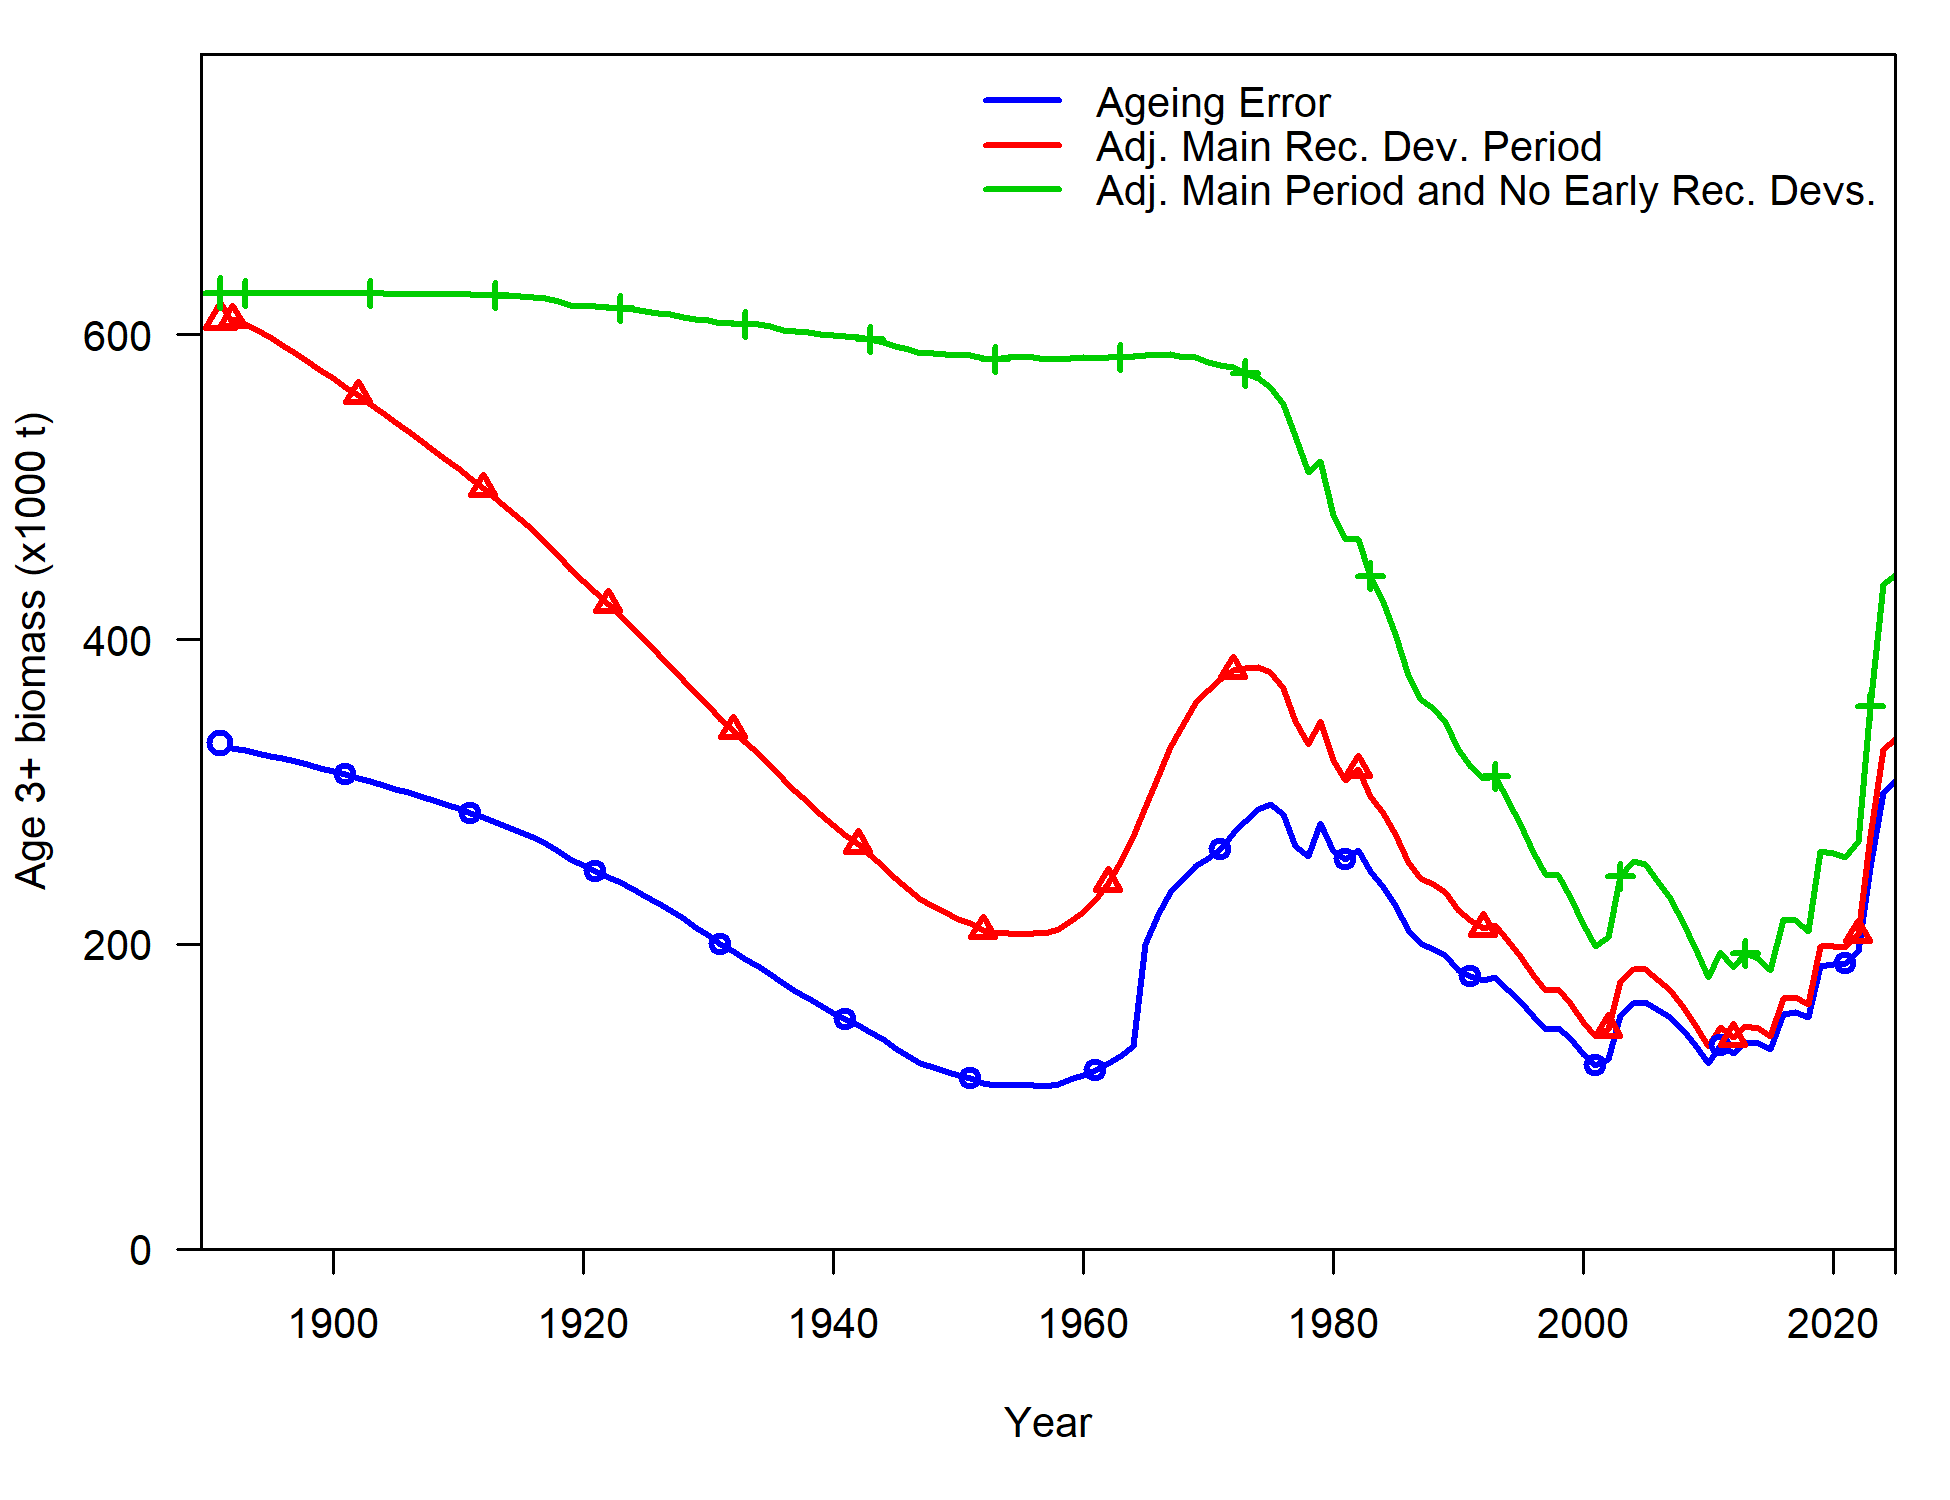 Ageing Error
Adj. Main Rec. Dev. Period
Adj. Main Period and No Early Rec. Devs.
Age 3+ biomass (x1000 t)
600
400
200
0
1900 1920 1940 1960 1980 2000 2020
Year